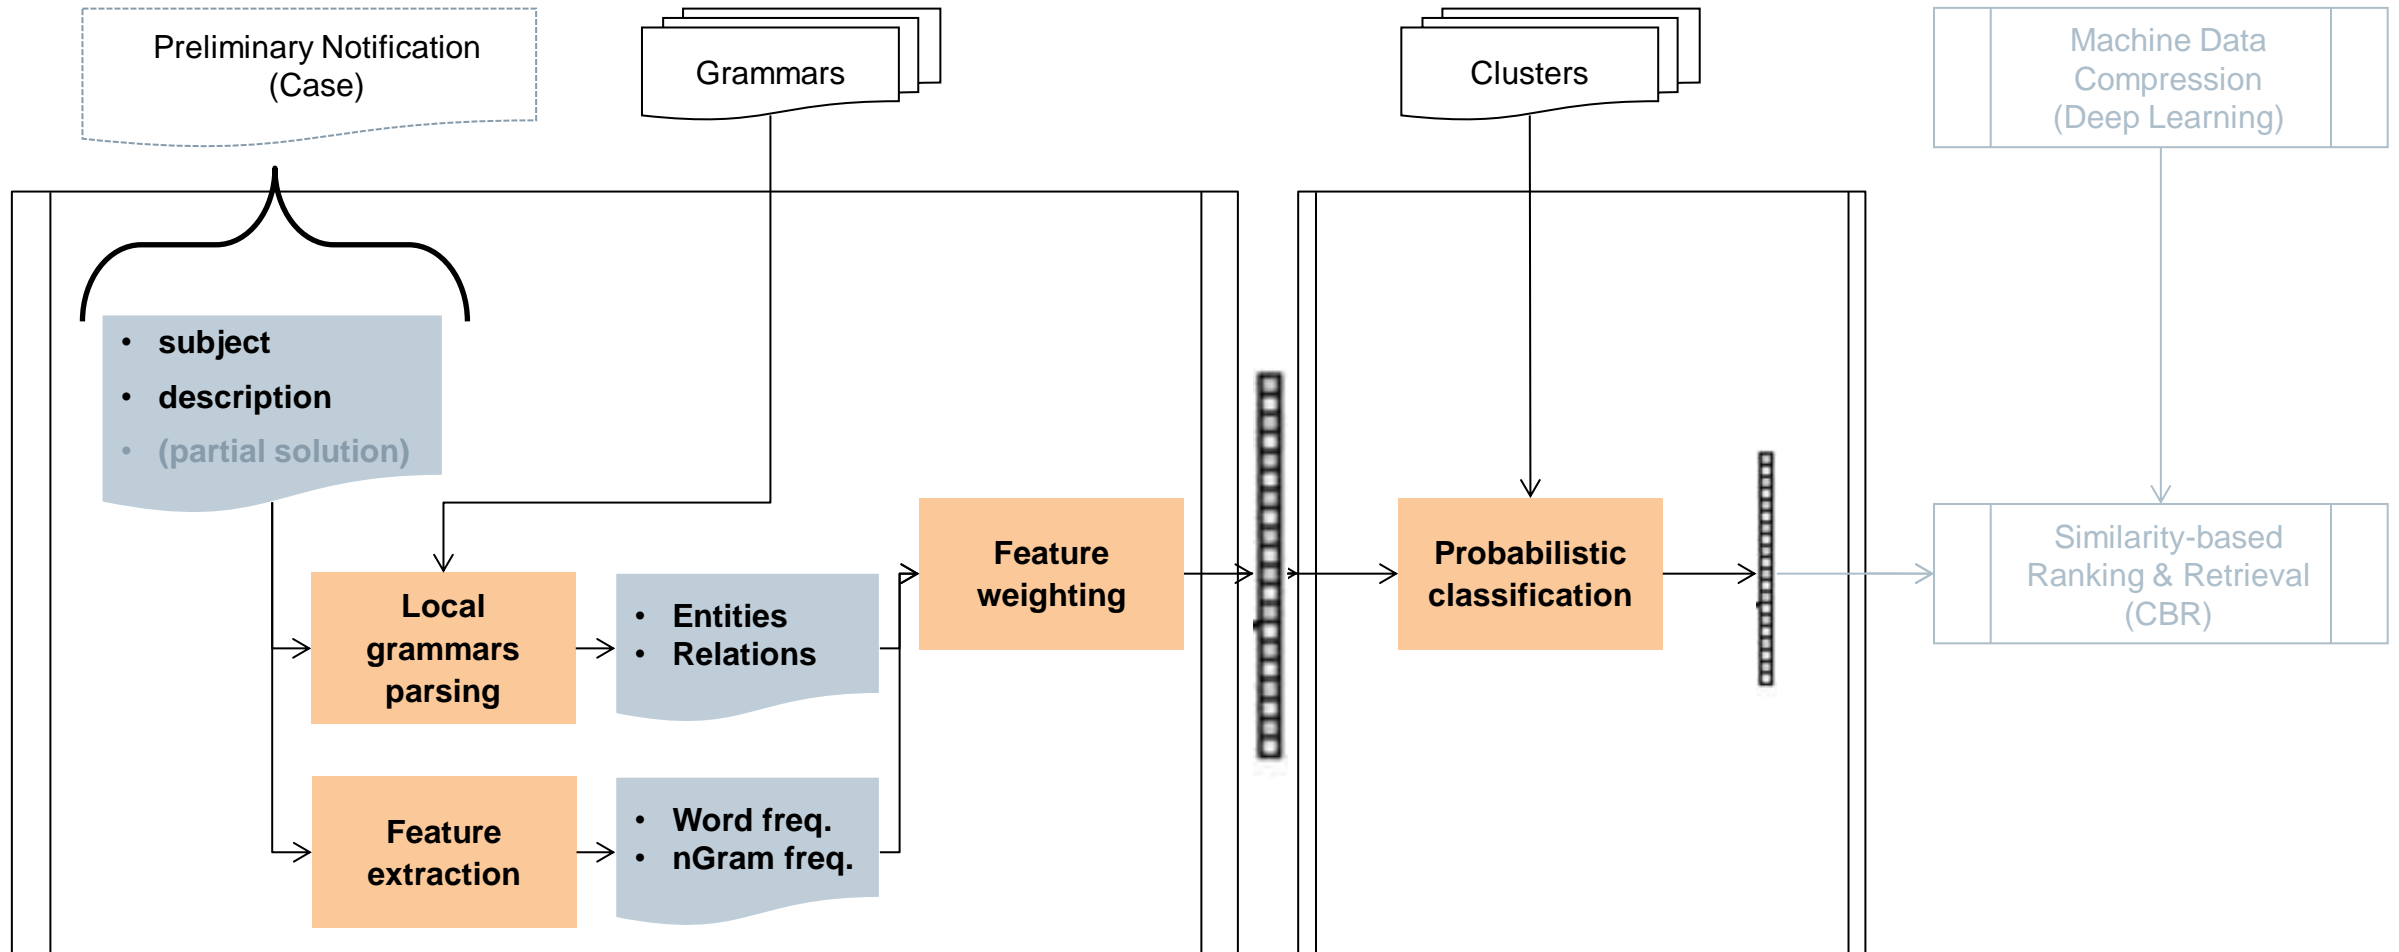 Preliminary Notification
(Case)
Grammars
Clusters
Machine Data
Compression
(Deep Learning)
• subject
• description
• (partial solution)
Local
grammars
parsing
• Entities
• Relations
Feature
weighting
Probabilistic
classification
Similarity-based
Ranking & Retrieval
(CBR)
Feature
extraction
• Word freq.
• nGram freq.